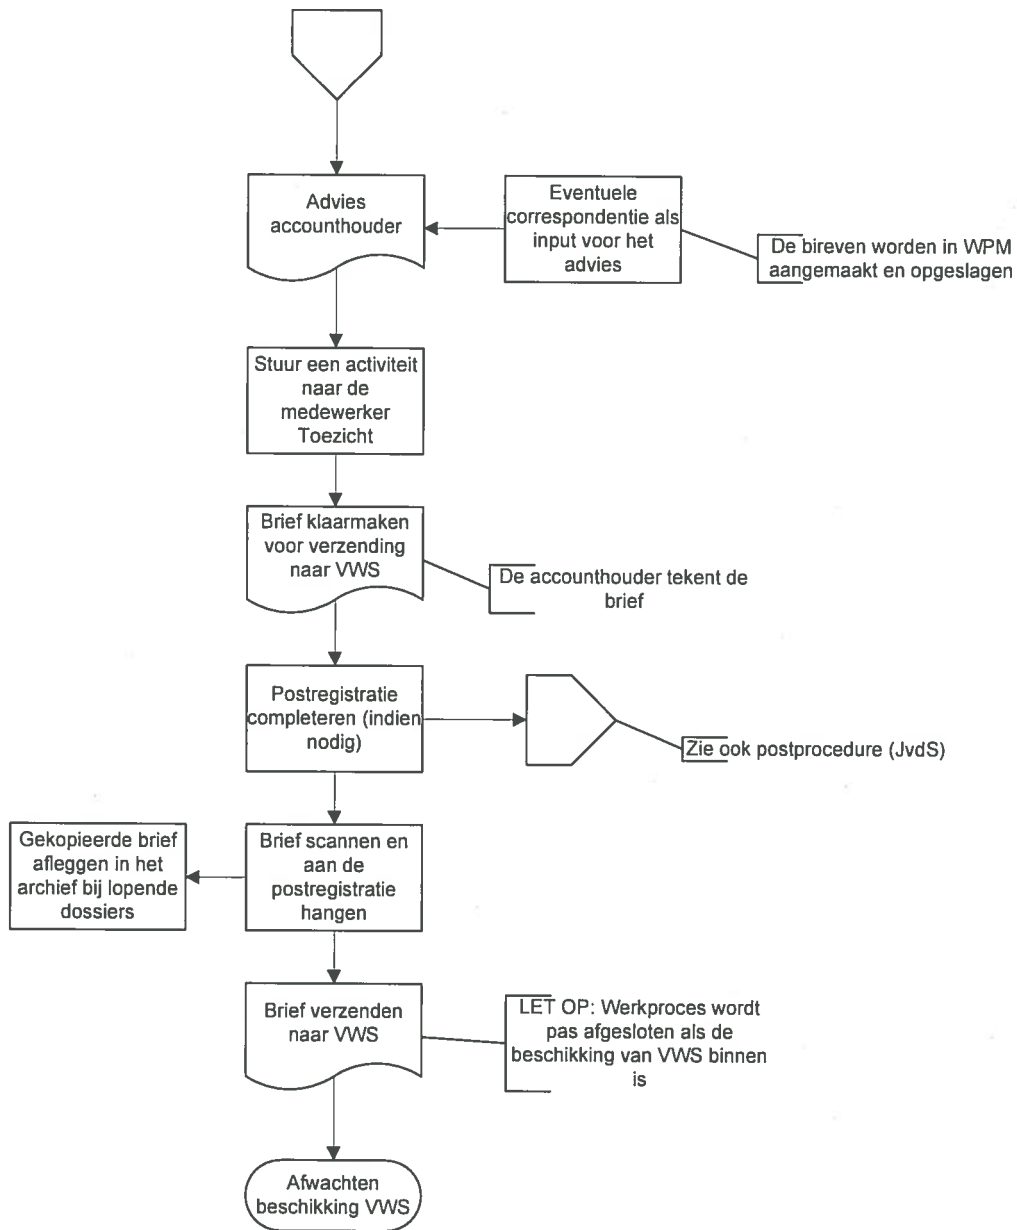 Advies
accounthouder
Eventuele
correspondentie als
input voor het
advies
De bireven worden in WPM
aangemaakt en opgeslagen
Stuur een activiteit
naar de
medewerker
Toezicht
Brief klaarmaken
voor verzending
naar VWS
De accounthouder tekent de
brief
Postregistratie
completeren (indien
nodig)
Zie ook postprocedure (JvdS)
Gekopieerde brief
afleggen in het
archief bij lopende
dossiers
Brief scannen en
aan de
postregistratie
hangen
Brief verzenden
naar VWS
LET OP: Werkproces wordt
pas afgesloten als de
beschikking van VWS binnen
is
Afwachten
beschikking VWS